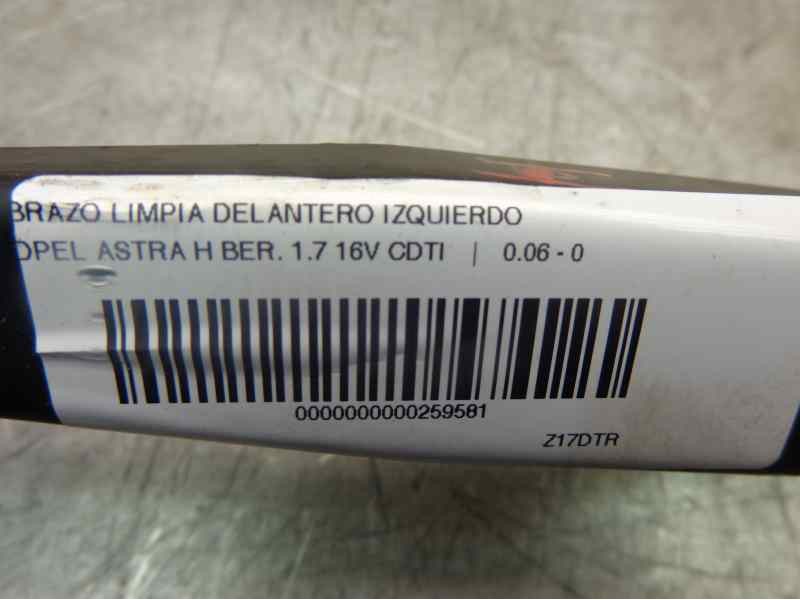 BRAZO LIMPIA DELANTERO IZQUIERDO
OPEL ASTRA H BER. 1.7 16V CDTI | 0.06 - 0
0000000000259581
Z17DTR